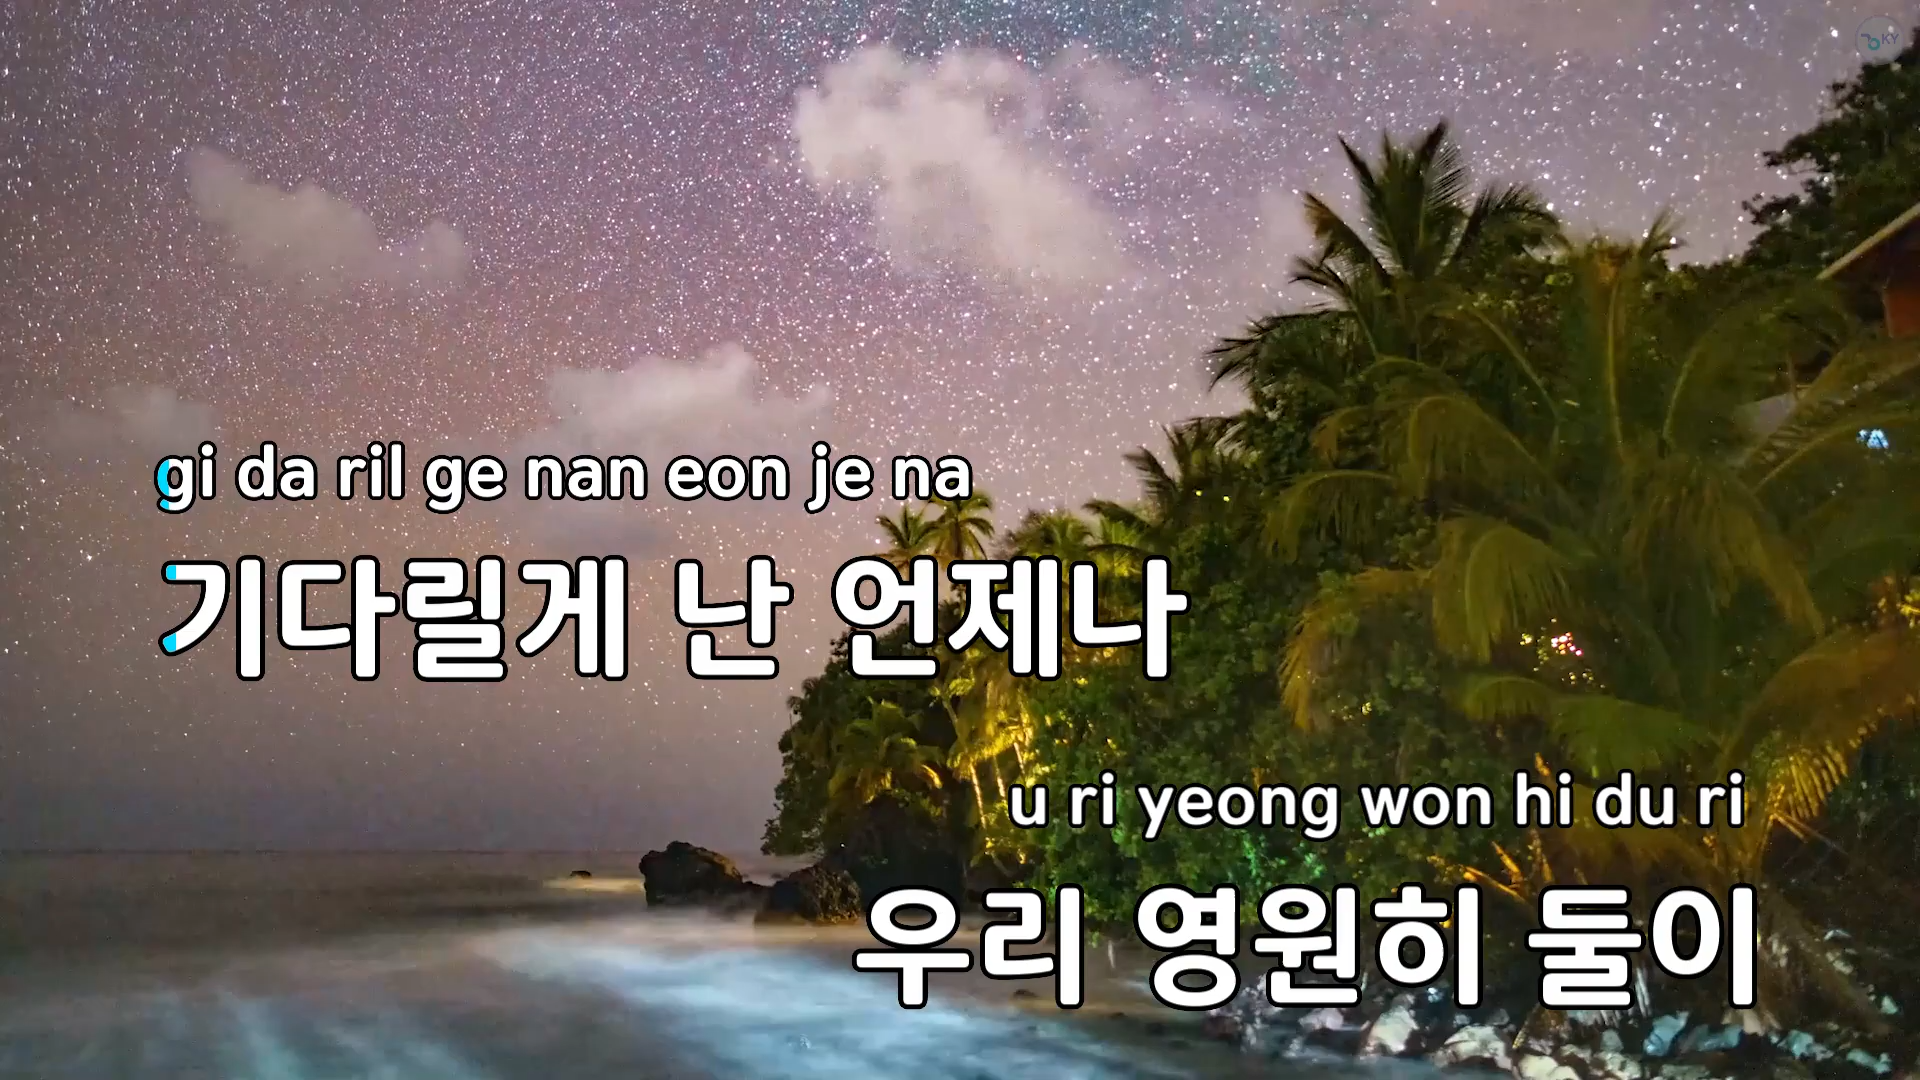 KY
gi da ril ge nan eon je na
기다릴게 난 언제나
u ri yeong won hi du ri
우리 영원히 둘이